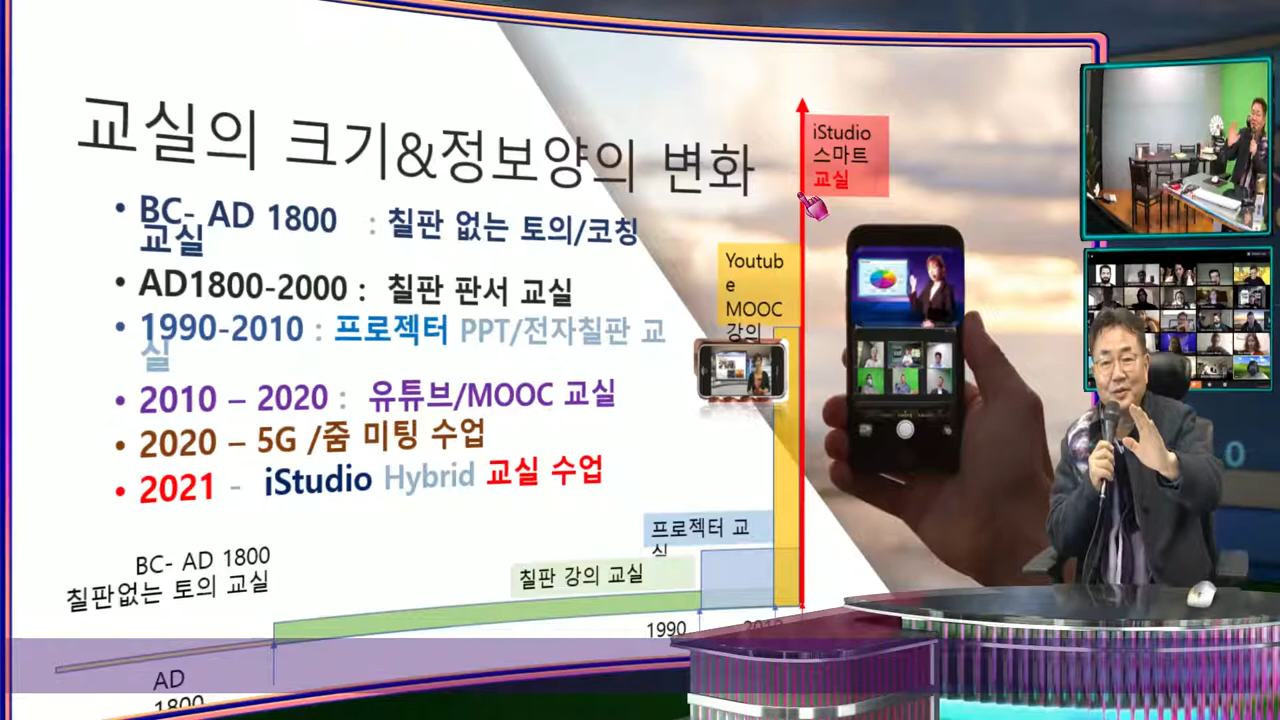 교실의 크기&정보양의 변화
• BC- AD 1800 : 칠판 없는 토의/코칭
교실
• AD1800-2000 : 칠판 판서 교실
• 1990-2010 : 프로젝터 PPT/전자칠판 교
실
• 2010 – 2020 : 유튜브/MOOC 교실
• 2020 – 5G /줌 미팅 수업
• 2021 - iStudio Hybrid 교실 수업
iStudio
스마트
교실
Youtub
e
MOOC
강의
프로젝터 교
실
칠판 강의 교실
BC- AD 1800
칠판없는 토의 교실
1990
2010
AD
1800